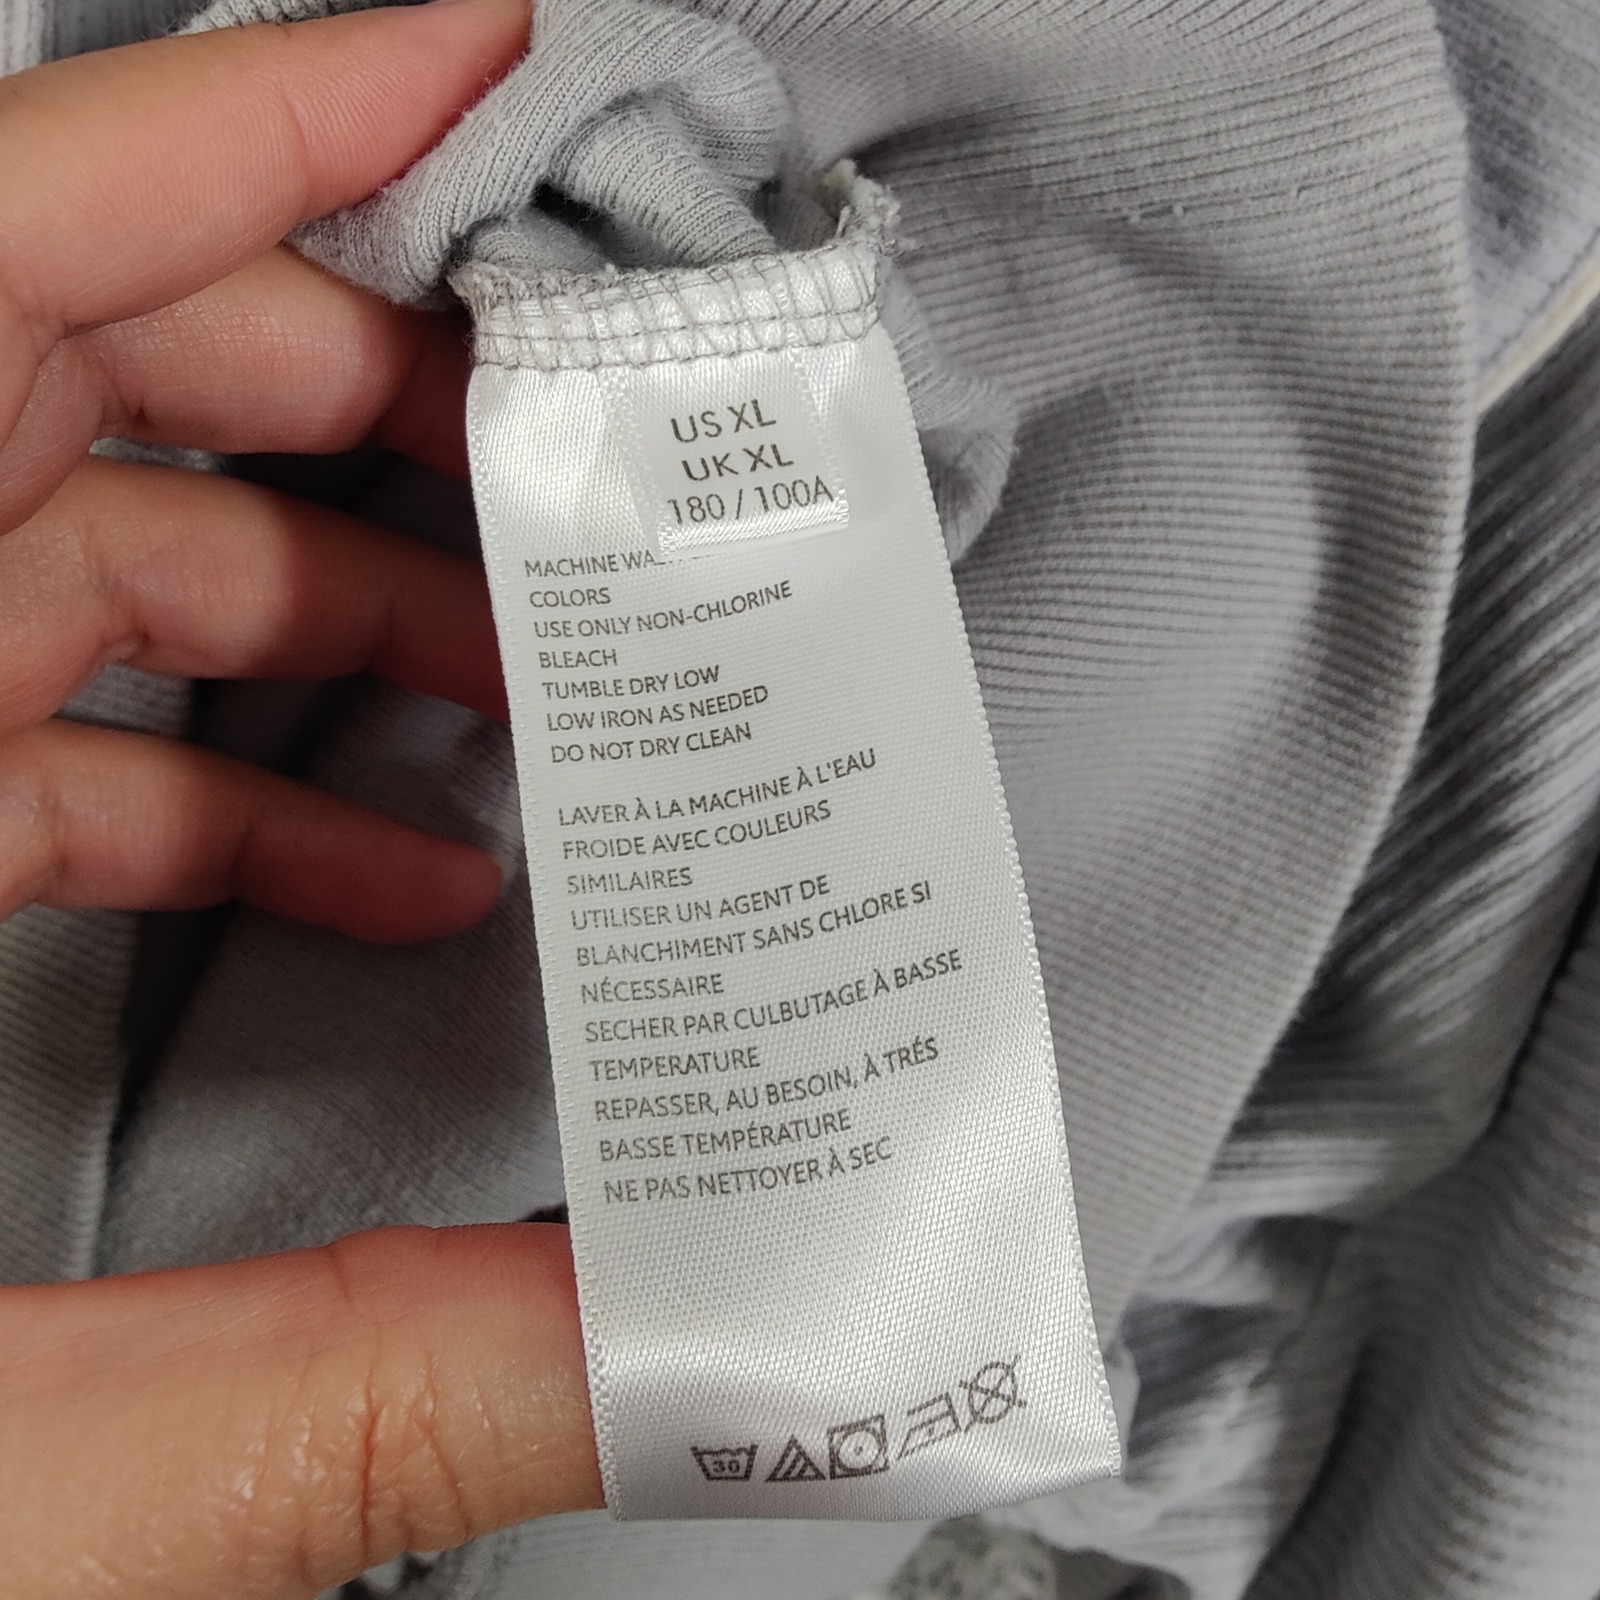 US XL
UK XL
180 / 100A
MACHINE
COLORS
USE ONLY NON-CHLORINE
BLEACH
TUMBLE DRY LOW
LOW IRON AS NEEDED
DO NOT DRY CLEAN
LAVER À LA MACHINE À L'EAU
FROIDE AVEC COULEURS
SIMILAIRES
UTILISER UN AGENT DE
BLANCHIMENT SANS CHLORE SI
NÉCESSAIRE
SECHER PAR CULBUTAGE À BASSE
TEMPERATURE
REPASSER, AU BESOIN, À TRÉS
BASSE TEMPÉRATURE
NE PAS NETTOYER À SEC
30